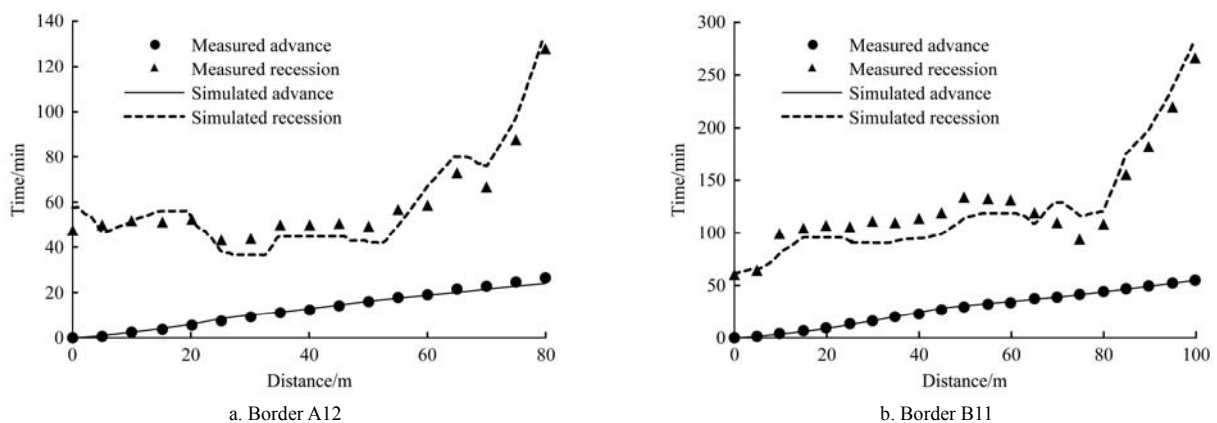 140
120
100
80
60
40
20
0
Time/min
Measured advance
Measured recession
Simulated advance
Simulated recession
0
20
40
60
80
Distance/m
a. Border A12
300
250
200
150
100
50
0
Time/min
Measured advance
Measured recession
Simulated advance
Simulated recession
0
20
40
60
80
100
Distance/m
b. Border B11